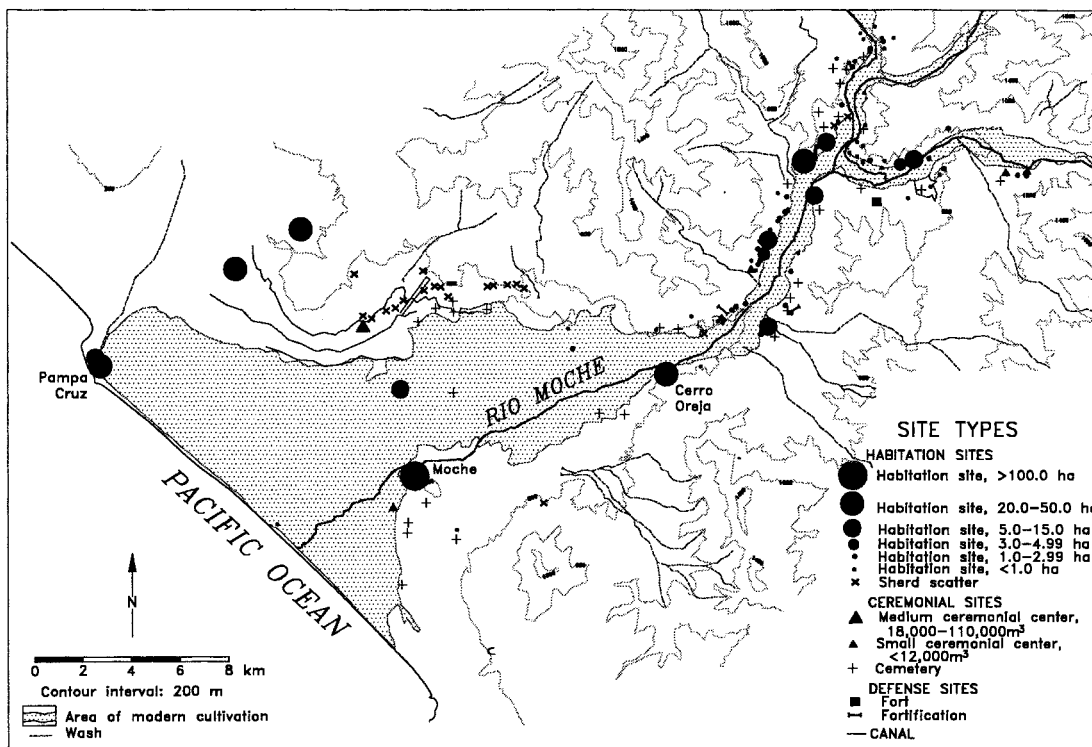 Pampa
Cruz
RIO MOCHE
Cerro
Oreja
Moche
PACIFIC OCEAN
N
0 2 4 6 8 km
Contour interval: 200 m
Area of modern cultivation
Wash
SITE TYPES
HABITATION SITES
Habitation site, >100.0 ha
Habitation site, 20.0–50.0 ha
Habitation site, 5.0–15.0 ha
Habitation site, 3.0–4.99 ha
Habitation site, 1.0–2.99 ha
Habitation site, <1.0 ha
Sherd scatter
CEREMONIAL SITES
Medium ceremonial center,
18,000–110,000m³
Small ceremonial center,
<12,000m³
Cemetery
DEFENSE SITES
Fort
Fortification
CANAL